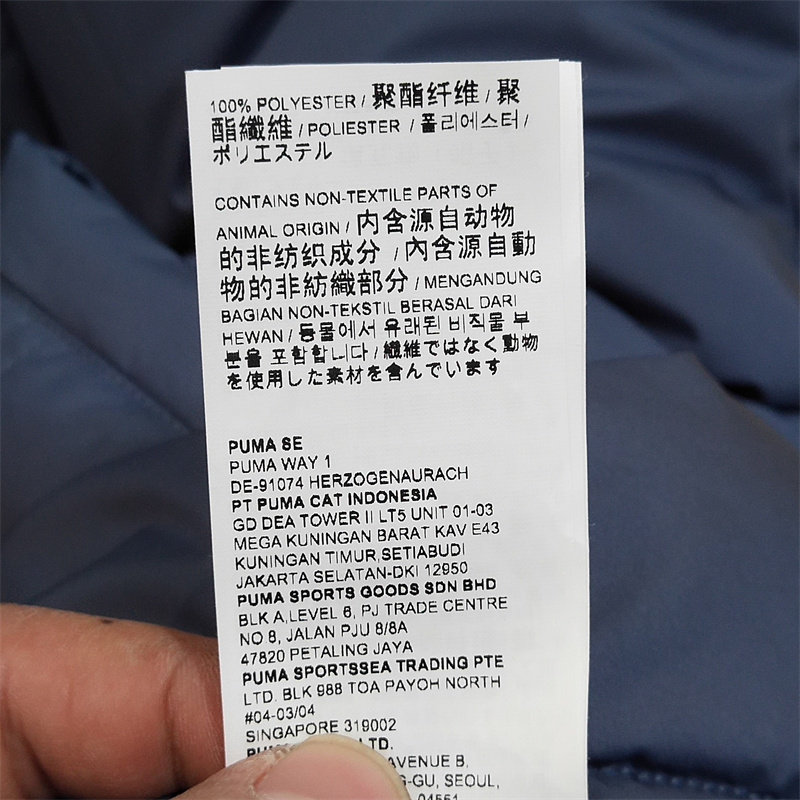 100% POLYESTER / 聚酯纤维 / 聚
酯纖維 / POLIESTER / 폴리에스터 /
ポリエステル
CONTAINS NON-TEXTILE PARTS OF
ANIMAL ORIGIN / 内含源自动物
的非纺织成分 / 內含源自動
物的非紡織部分 / MENGANDUNG
BAGIAN NON-TEKSTIL BERASAL DARI
HEWAN / 동물에서 유래된 비직물 부
분을 포함합니다 / 繊維ではなく動物
を使用した素材を含んでいます
PUMA SE
PUMA WAY 1
DE-91074 HERZOGENAURACH
PT PUMA CAT INDONESIA
GD DEA TOWER II LT5 UNIT 01-03
MEGA KUNINGAN BARAT KAV E43
KUNINGAN TIMUR,SETIABUDI
JAKARTA SELATAN-DKI 12950
PUMA SPORTS GOODS SDN BHD
BLK A,LEVEL 6, PJ TRADE CENTRE
NO.8, JALAN PJU 8/8A
47820 PETALING JAYA
PUMA SPORTSSEA TRADING PTE
LTD. BLK 988 TOA PAYOH NORTH
#04-03/04
SINGAPORE 319002
LTD.
AVENUE B,
-GU, SEOUL,